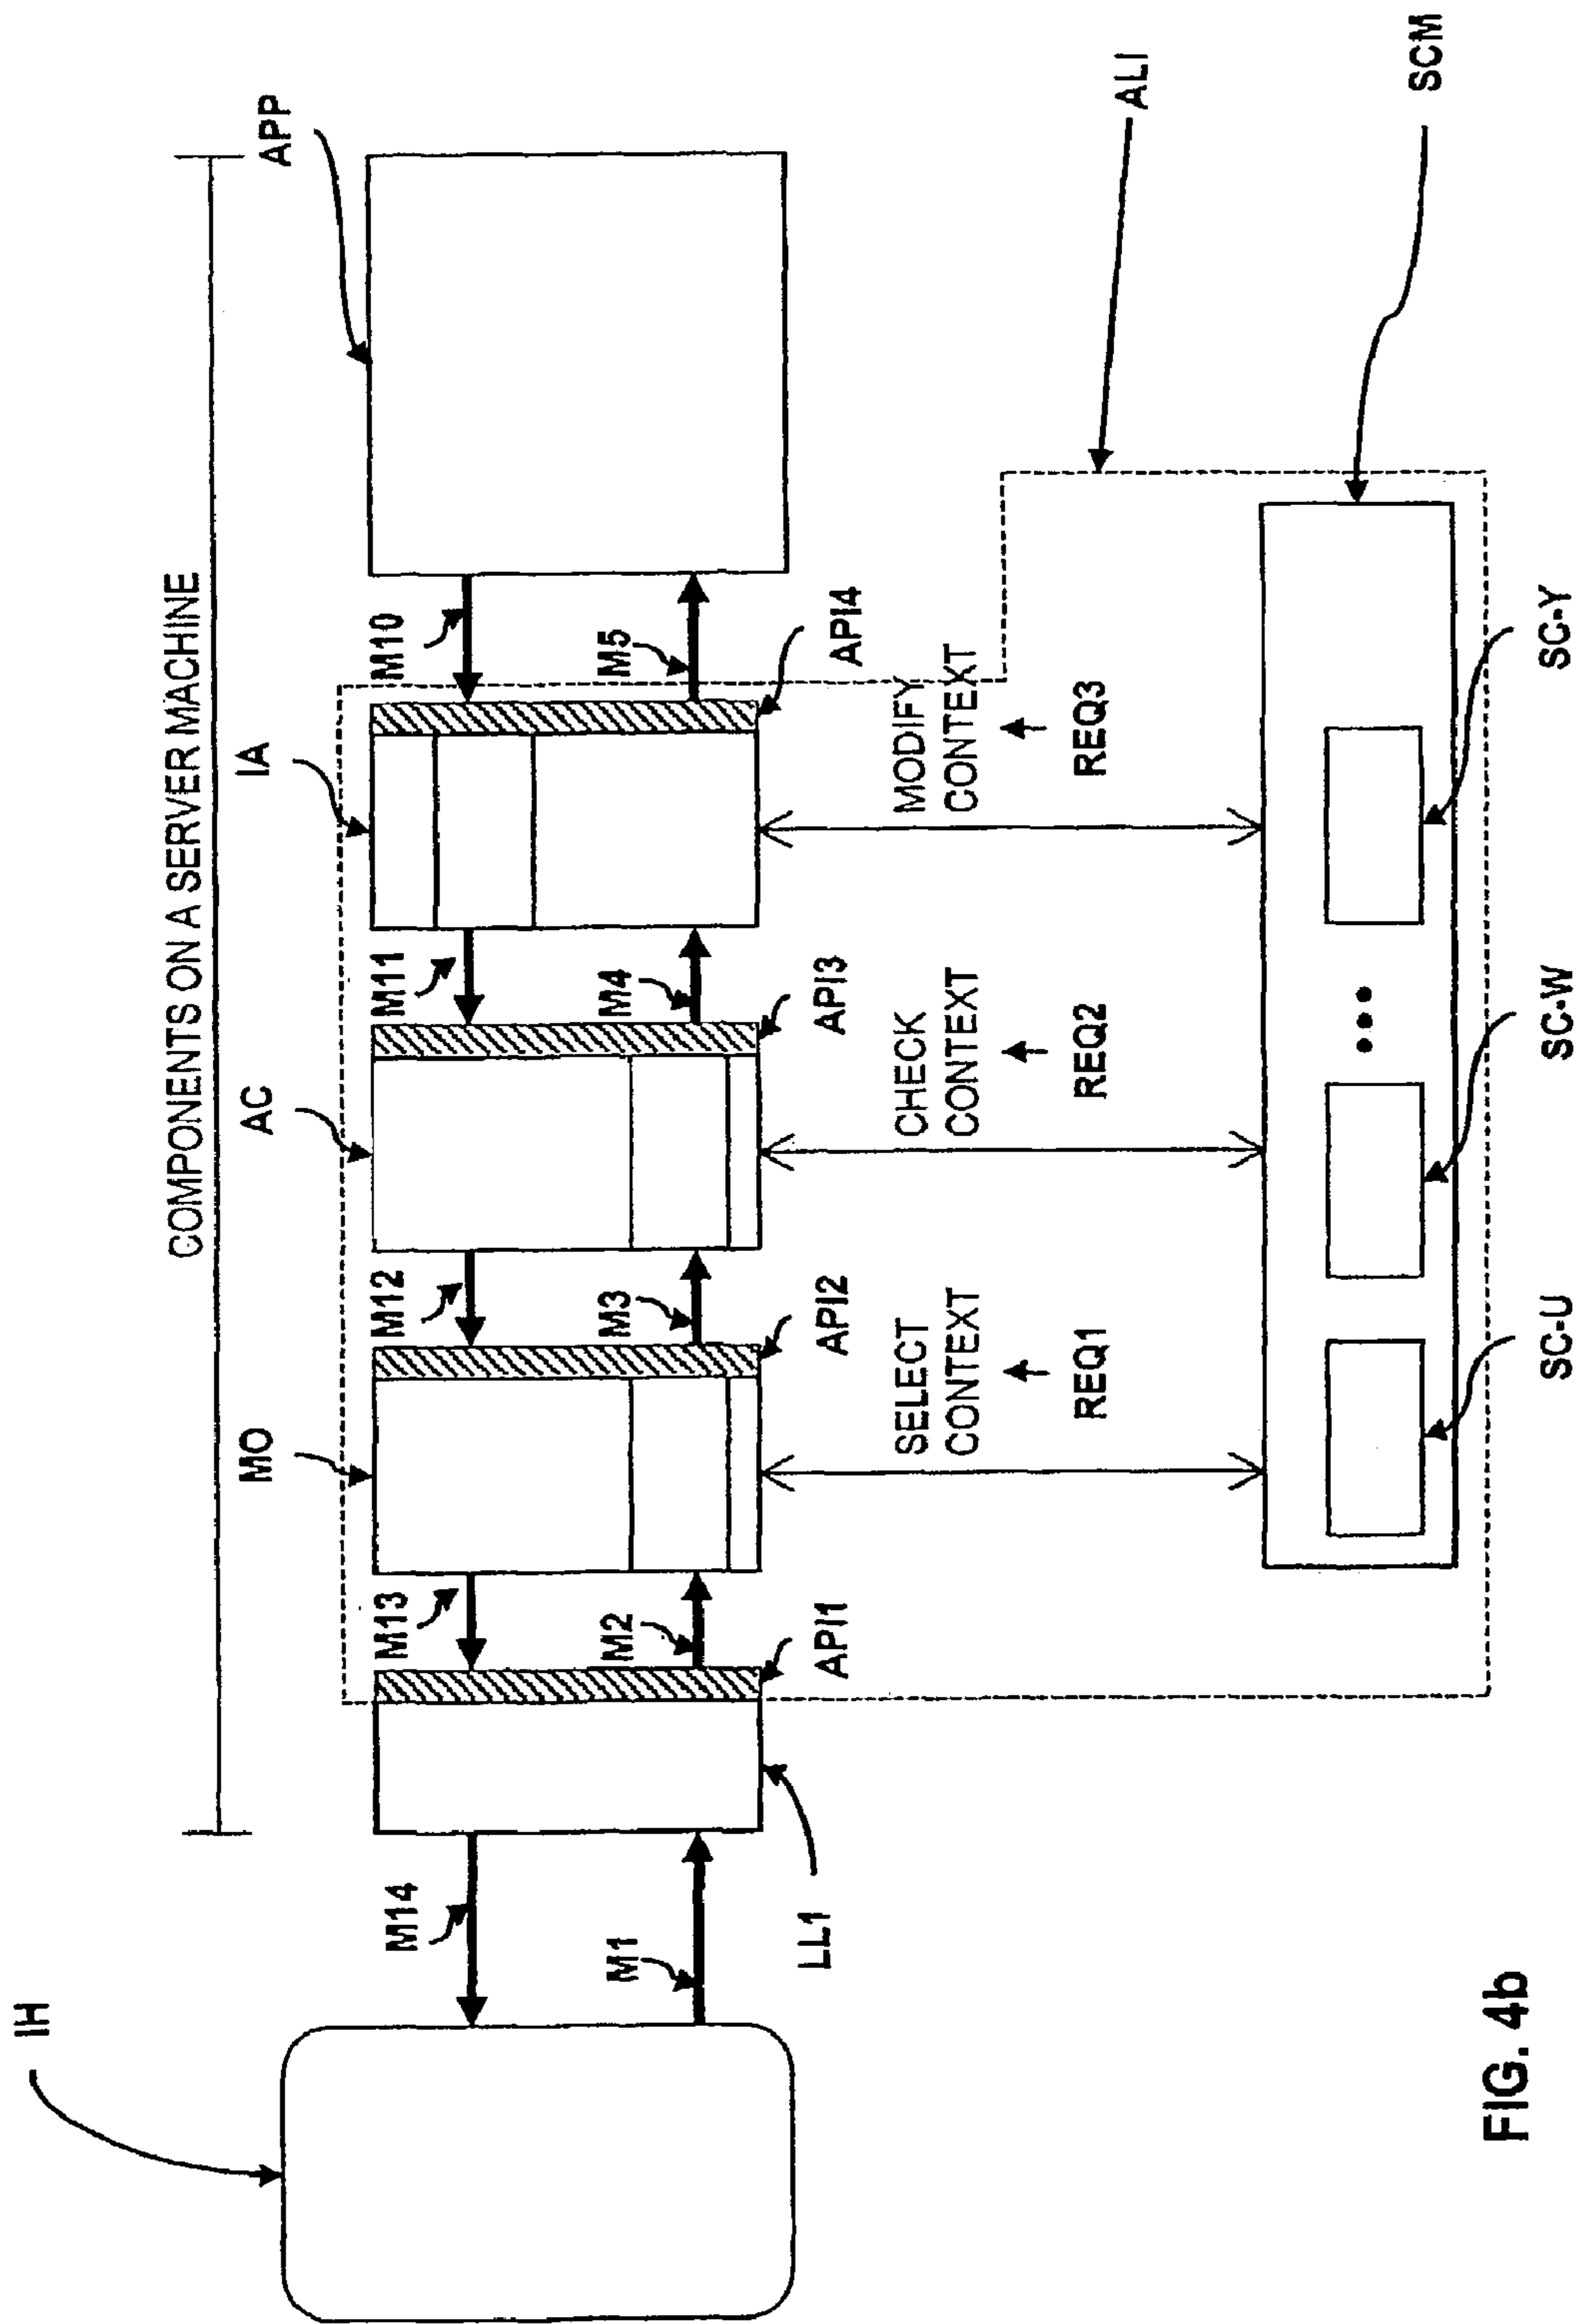 COMPONENTS ON A SERVER MACHINE
IH
MO
AC
IA
APP
M14
M13
M12
M11
M10
M1
M2
M3
M4
M5
LL1
API1
API2
API3
API4
SELECT
CONTEXT
REQ1
CHECK
CONTEXT
REQ2
MODIFY
CONTEXT
REQ3
ALI
SCM
SC-U
SC-W
SC-Y
FIG. 4b